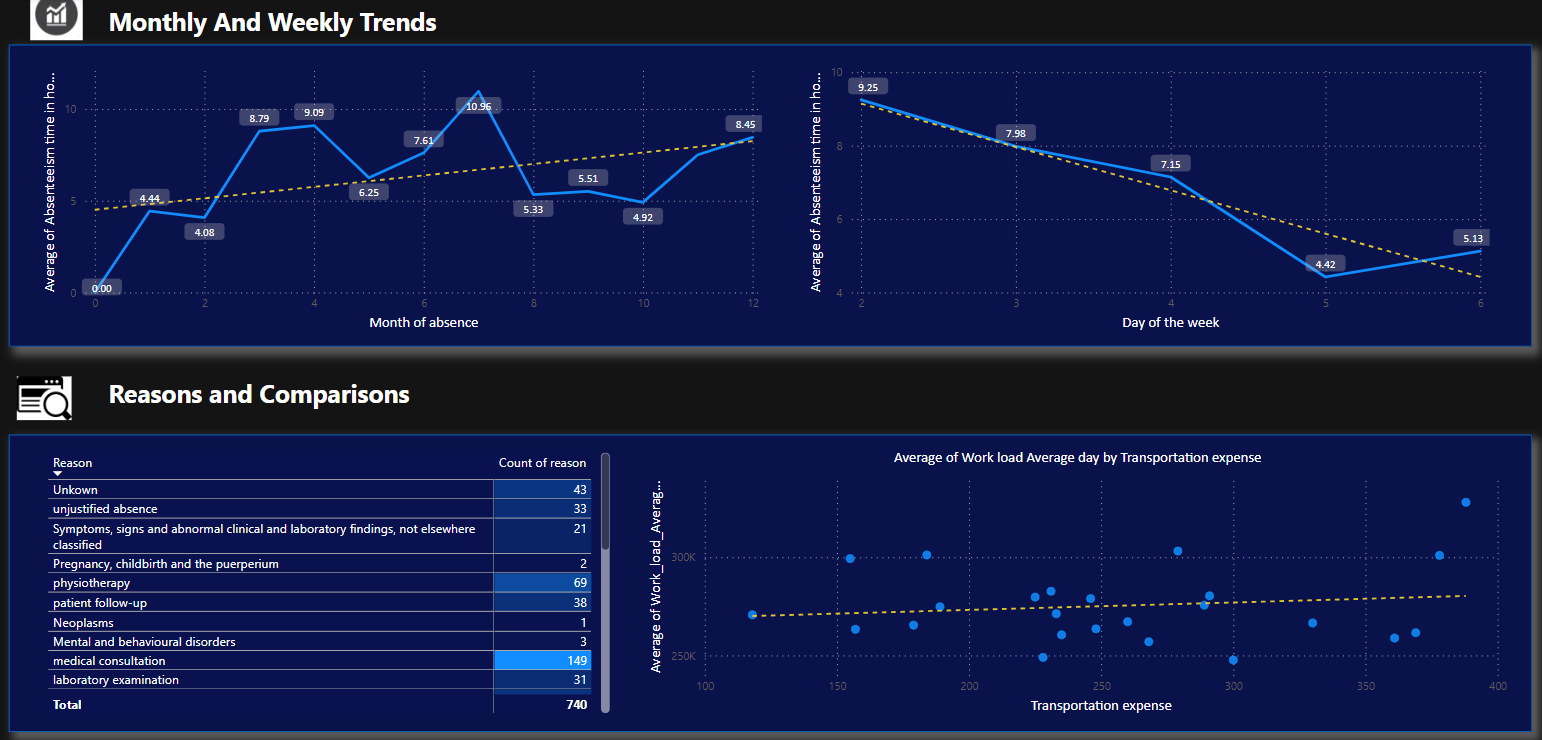 Monthly And Weekly Trends
Average of Absenteeism time in ho...
10
5
0
0.00
4.44
4.08
8.79
9.09
6.25
7.61
10.96
5.33
5.51
4.92
8.45
0 2 4 6 8 10 12
Month of absence
Average of Absenteeism time in ho...
10
8
6
4
9.25
7.98
7.15
4.42
5.13
2 3 4 5 6
Day of the week
Reasons and Comparisons
Reason Count of reason
Unkown 43
unjustified absence 33
Symptoms, signs and abnormal clinical and laboratory findings, not elsewhere 21
classified
Pregnancy, childbirth and the puerperium 2
physiotherapy 69
patient follow-up 38
Neoplasms 1
Mental and behavioural disorders 3
medical consultation 149
laboratory examination 31
Total 740
Average of Work load Average day by Transportation expense
Average of Work_load_Averag...
300K
250K
100 150 200 250 300 350 400
Transportation expense